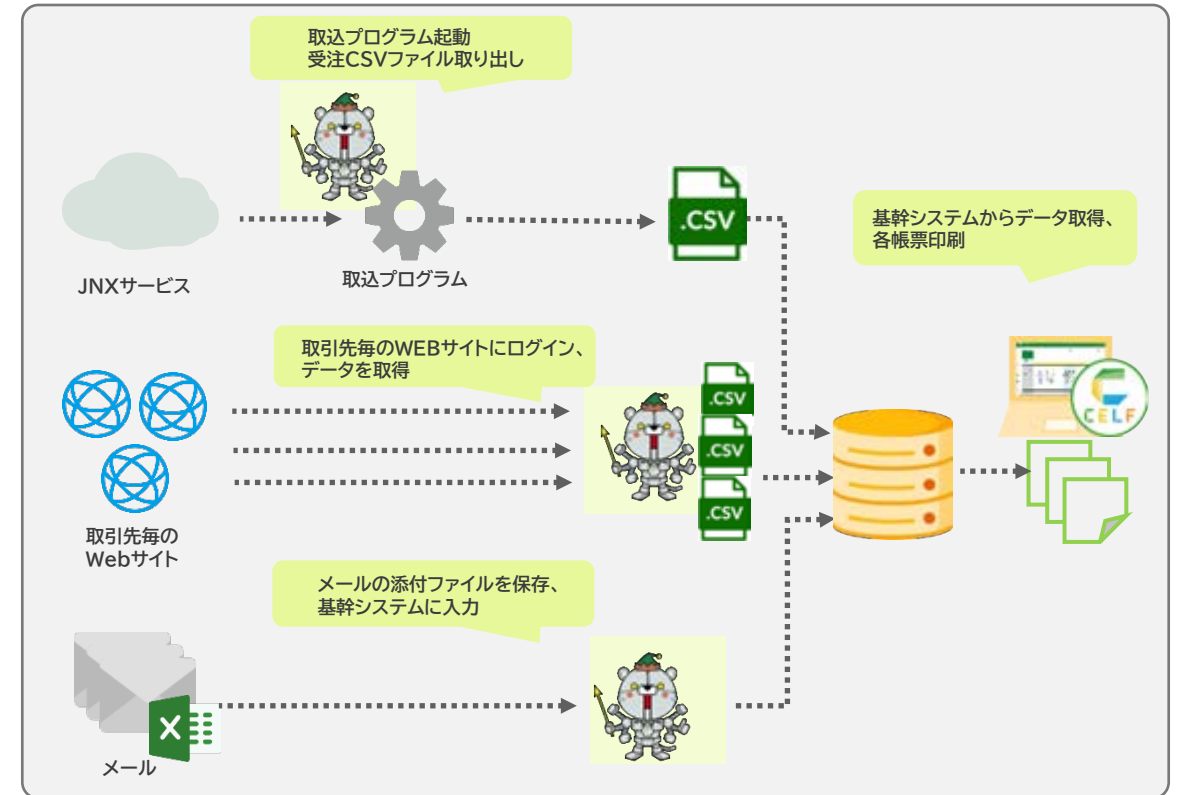 取込プログラム起動
受注CSVファイル取り出し
.CSV
基幹システムからデータ取得、
各帳票印刷
JNXサービス
取込プログラム
取引先毎のWEBサイトにログイン、
データを取得
.CSV
.CSV
.CSV
CELF
取引先毎の
Webサイト
メールの添付ファイルを保存、
基幹システムに入力
X
メール